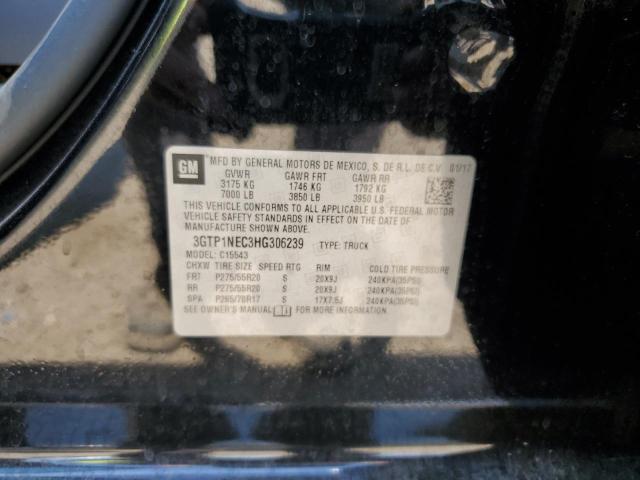 GM
MFD BY GENERAL MOTORS DE MEXICO, S. DE R.L. DE C.V. 01/17
GVWR GAWR FRT GAWR RR
3175 KG 1746 KG 1792 KG
7000 LB 3850 LB 3950 LB
THIS VEHICLE CONFORMS TO ALL APPLICABLE U.S. FEDERAL MOTOR
VEHICLE SAFETY STANDARDS IN EFFECT ON THE DATE OF
MANUFACTURE SHOWN ABOVE.
3GTP1NEC3HG306239 TYPE: TRUCK
MODEL: C15543
CHXW TIRE SIZE SPEED RTG RIM COLD TIRE PRESSURE
FRT P275/55R20 S 20X9J 240KPA(35PSI)
RR P275/55R20 S 20X9J 240KPA(35PSI)
SPA P265/70R17 S 17X7.5J 240KPA(35PSI)
SEE OWNER'S MANUAL FOR MORE INFORMATION.